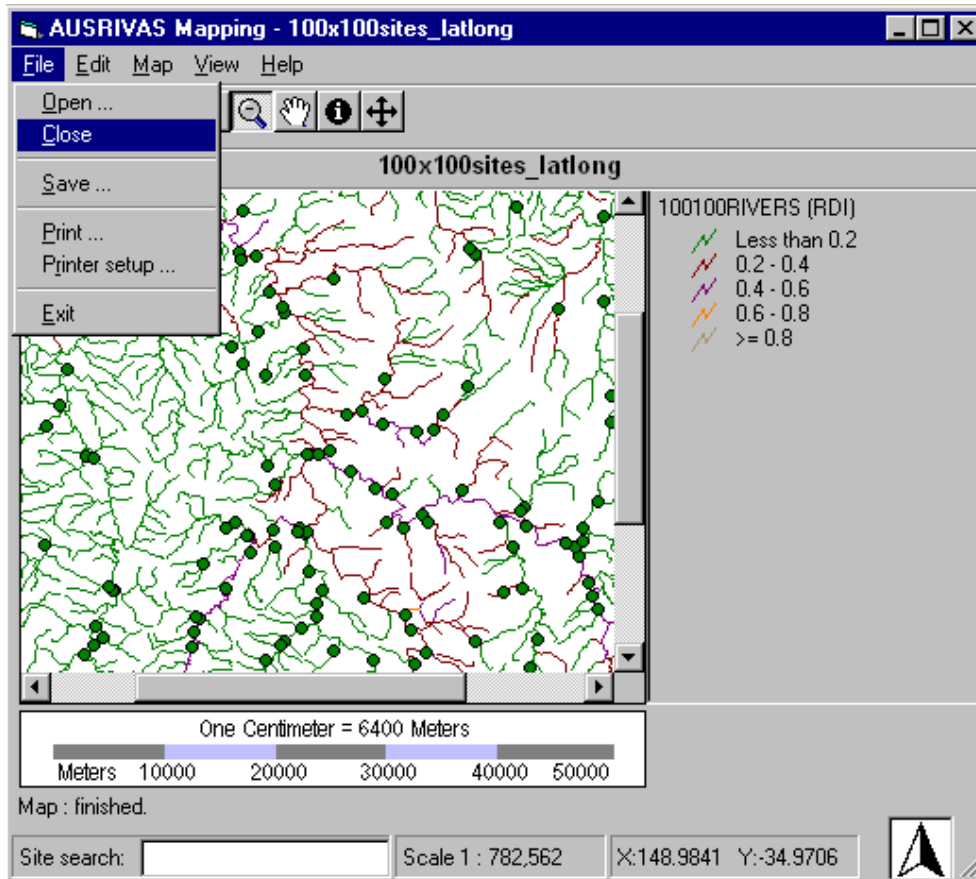 AUSRIVAS Mapping - 100x100sites_latlong
File Edit Map View Help
Open ...
Close
Save ...
Print ...
Printer setup ...
Exit
100x100sites_latlong
100100RIVERS (RDI)
Less than 0.2
0.2 - 0.4
0.4 - 0.6
0.6 - 0.8
>= 0.8
One Centimeter = 6400 Meters
Meters 10000 20000 30000 40000 50000
Map : finished.
Site search: Scale 1 : 782,562 X:148.9841 Y:-34.9706